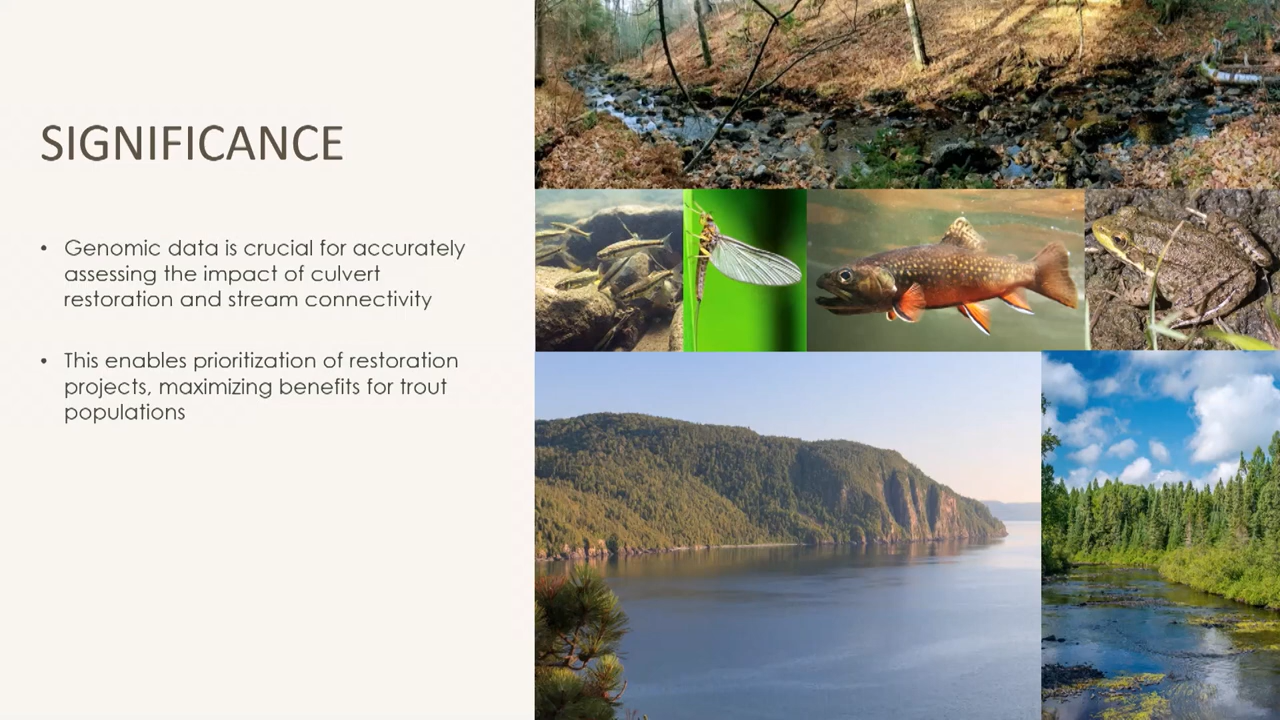 SIGNIFICANCE
• Genomic data is crucial for accurately
assessing the impact of culvert
restoration and stream connectivity
• This enables prioritization of restoration
projects, maximizing benefits for trout
populations